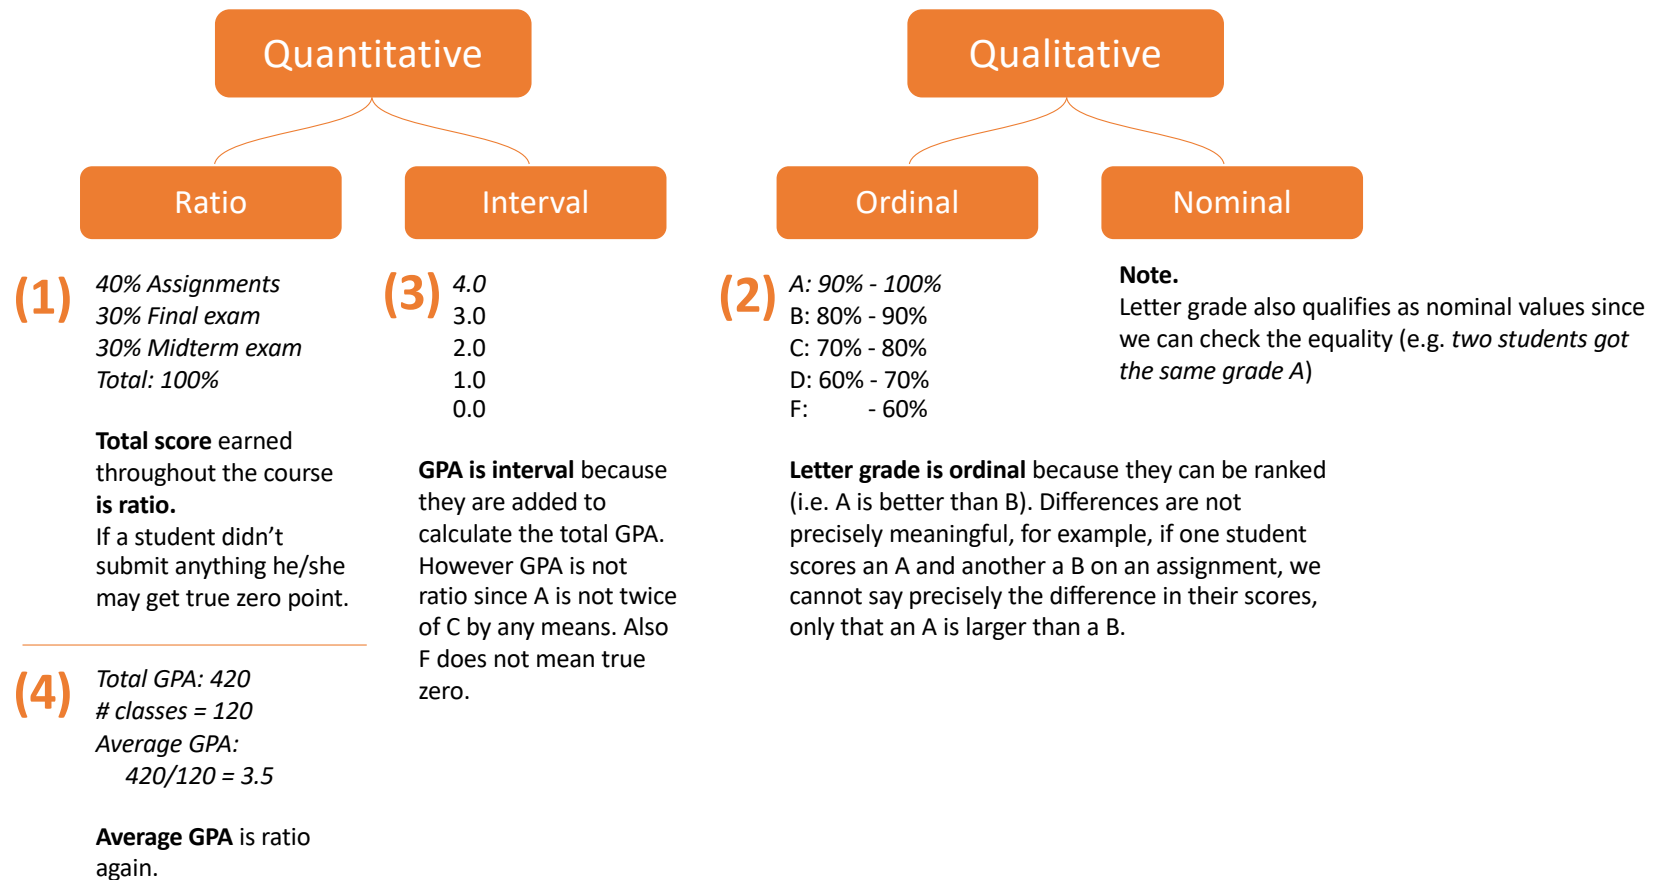 Quantitative
Qualitative
Ratio
Interval
Ordinal
Nominal
(1)
40% Assignments
30% Final exam
30% Midterm exam
Total: 100%
Total score earned
throughout the course
is ratio.
If a student didn’t
submit anything he/she
may get true zero point.
(4)
Total GPA: 420
# classes = 120
Average GPA:
420/120 = 3.5
Average GPA is ratio
again.
(3)
4.0
3.0
2.0
1.0
0.0
GPA is interval because
they are added to
calculate the total GPA.
However GPA is not
ratio since A is not twice
of C by any means. Also
F does not mean true
zero.
(2)
A: 90% - 100%
B: 80% - 90%
C: 70% - 80%
D: 60% - 70%
F: - 60%
Letter grade is ordinal because they can be ranked
(i.e. A is better than B). Differences are not
precisely meaningful, for example, if one student
scores an A and another a B on an assignment, we
cannot say precisely the difference in their scores,
only that an A is larger than a B.
Note.
Letter grade also qualifies as nominal values since
we can check the equality (e.g. two students got
the same grade A)